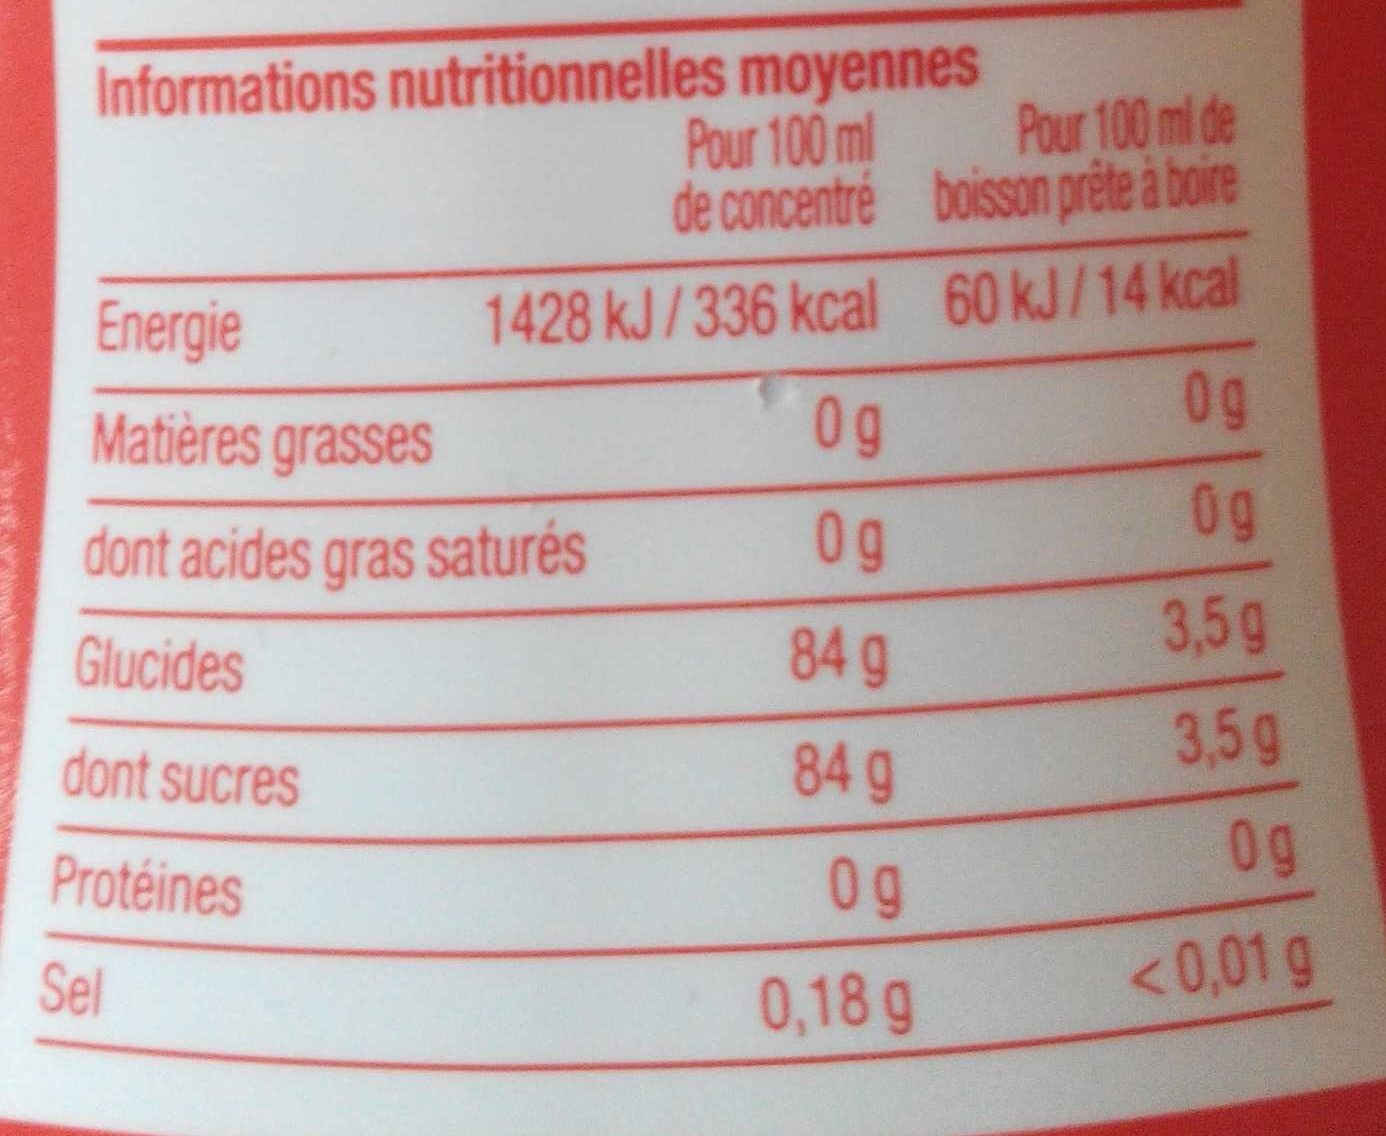 Informations nutritionnelles moyennes
Pour 100 ml Pour 100 ml de
de concentré boisson prête à boire
Energie 1428 kJ / 336 kcal 60 kJ / 14 kcal
Matières grasses 0 g 0 g
dont acides gras saturés 0 g 0 g
Glucides 84 g 3,5 g
dont sucres 84 g 3,5 g
Protéines 0 g 0 g
Sel 0,18 g < 0,01 g